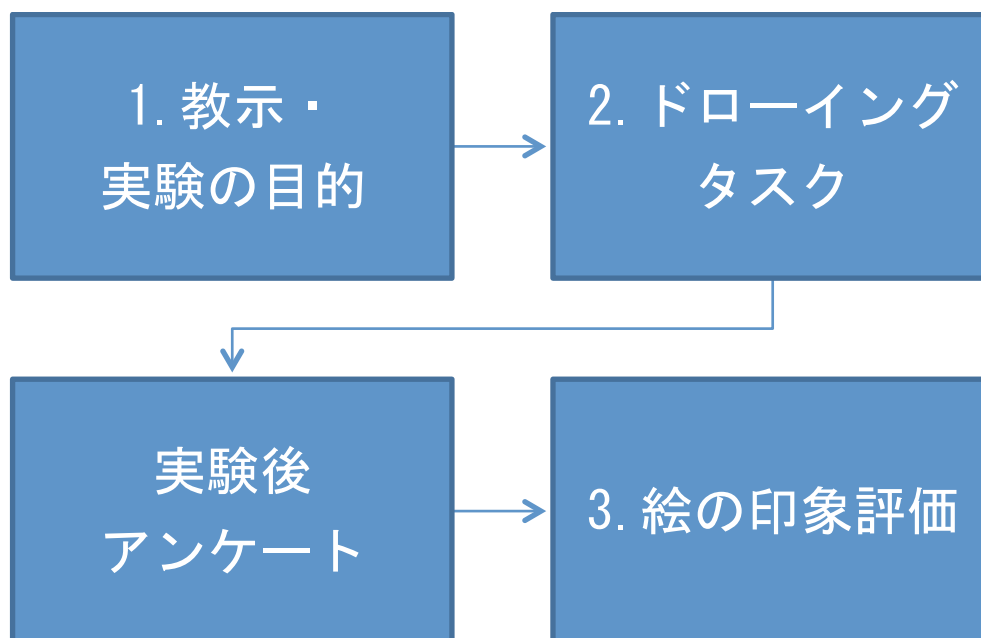 1. 教示・
実験の目的
2. ドローイング
タスク
実験後
アンケート
3. 絵の印象評価